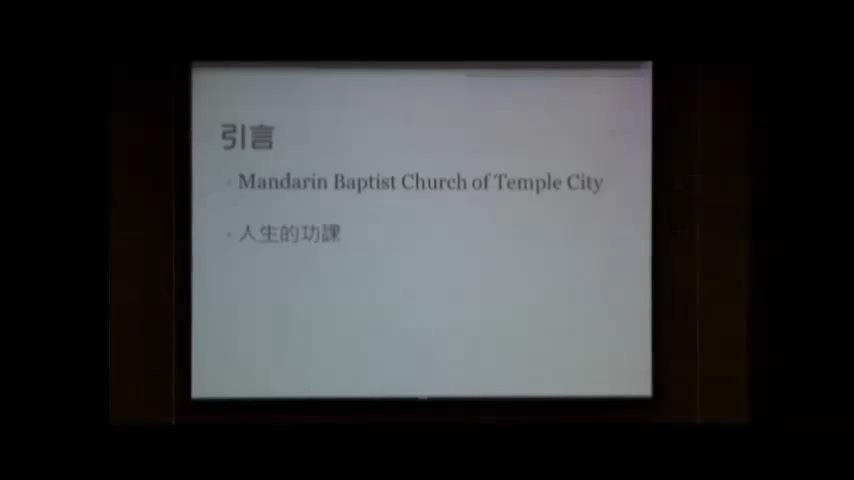 引言
Mandarin Baptist Church of Temple City
人生的功課